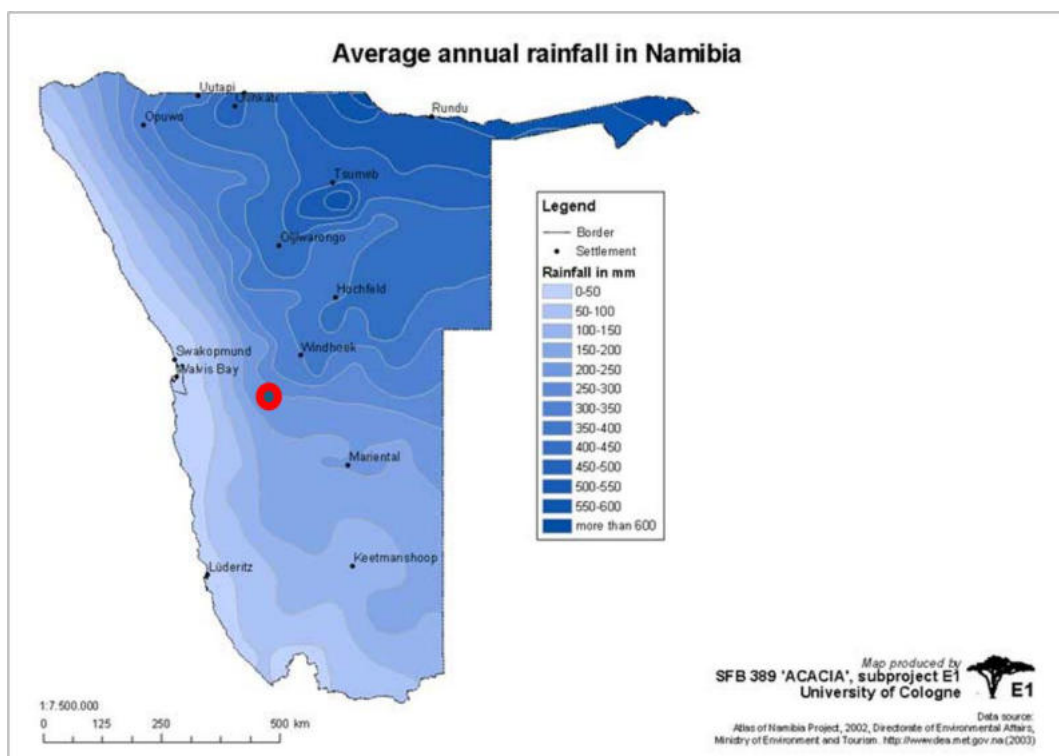 Average annual rainfall in Namibia
Uutapi
Rundu
Opuwo
Tsumeb
Otjiwarongo
Hochfeld
Windhoek
Swakopmund
Walvis Bay
Mariental
Keetmanshoop
Lüderitz
Legend
Border
Settlement
Rainfall in mm
0-50
50-100
100-150
150-200
200-250
250-300
300-350
350-400
400-450
450-500
500-550
550-600
more than 600
1:7.500.000
0 125 250 500 km
Map produced by
SFB 389 'ACACIA', subproject E1
University of Cologne
E1
Data source:
Atlas of Namibia Project, 2002, Directorate of Environmental Affairs,
Ministry of Environment and Tourism. http://www.dea.met.gov.na (2003)